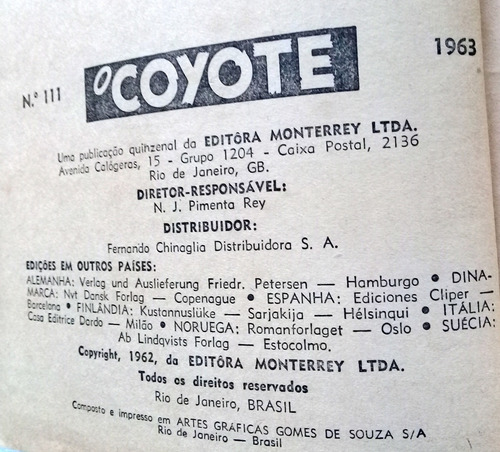 N.º 111
O COYOTE
1963
Uma publicação quinzenal da EDITÔRA MONTERREY LTDA.
Avenida Calógeras, 15 - Grupo 1204 - Caixa Postal, 2136
Rio de Janeiro, GB.
DIRETOR-RESPONSÁVEL:
N. J. Pimenta Rey
DISTRIBUIDOR:
Fernando Chinaglia Distribuidora S. A.
EDIÇÕES EM OUTROS PAÍSES:
ALEMANHA: Verlag und Auslieferung Friedr. Petersen — Hamburgo • DINA-
MARCA: Nvt Dansk Forlag — Copenague • ESPANHA: Ediciones Cliper —
Barcelona • FINLÂNDIA: Kustannuslüke — Sarjakija — Hélsinqui • ITÁLIA:
Casa Editrice Dardo — Milão • NORUEGA: Romanforlaget — Oslo • SUÉCIA:
Ab Lindqvists Forlag — Estocolmo.
Copyright, 1962, da EDITÔRA MONTERREY LTDA.
Todos os direitos reservados
Rio de Janeiro, BRASIL
Composto e impresso em ARTES GRÁFICAS GOMES DE SOUZA S/A
Rio de Janeiro — Brasil